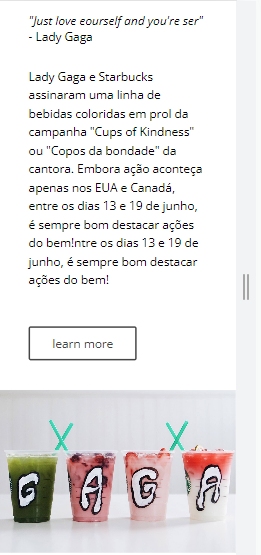 "Just love eourself and you're ser"
- Lady Gaga
Lady Gaga e Starbucks
assinaram uma linha de
bebidas coloridas em prol da
campanha "Cups of Kindness"
ou "Copos da bondade" da
cantora. Embora ação aconteça
apenas nos EUA e Canadá,
entre os dias 13 e 19 de junho,
é sempre bom destacar ações
do bem!ntre os dias 13 e 19 de
junho, é sempre bom destacar
ações do bem!
learn more
G A G A